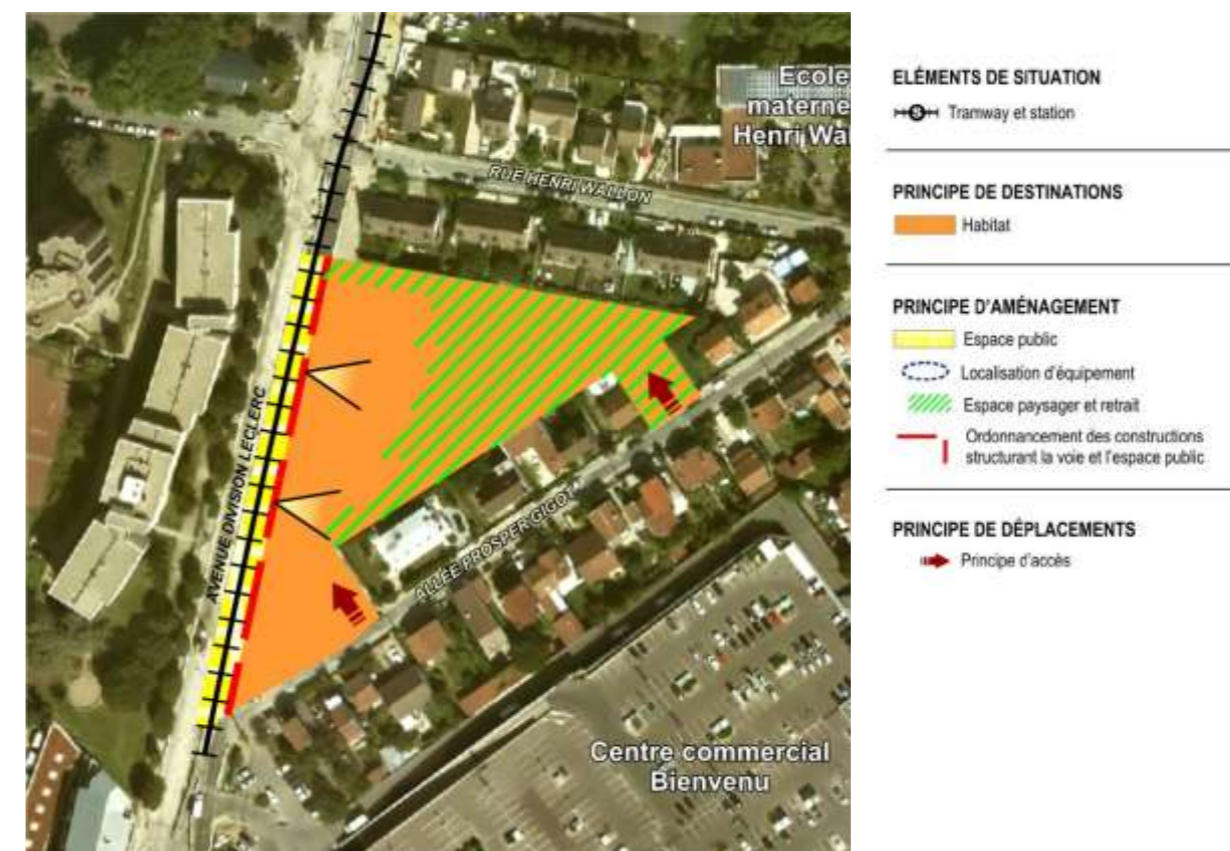 Ecole
materne
Henri Wal
RUE HENRI WALLON
AVENUE DIVISION LECLERC
ALLÉE PROSPER GIGOT
Centre commercial
Bienvenu
ELÉMENTS DE SITUATION
S
Tramway et station
PRINCIPE DE DESTINATIONS
Habitat
PRINCIPE D'AMÉNAGEMENT
Espace public
Localisation d'équipement
Espace paysager et retrait
Ordonnancement des constructions
structurant la voie et l'espace public
PRINCIPE DE DÉPLACEMENTS
Principe d'accès